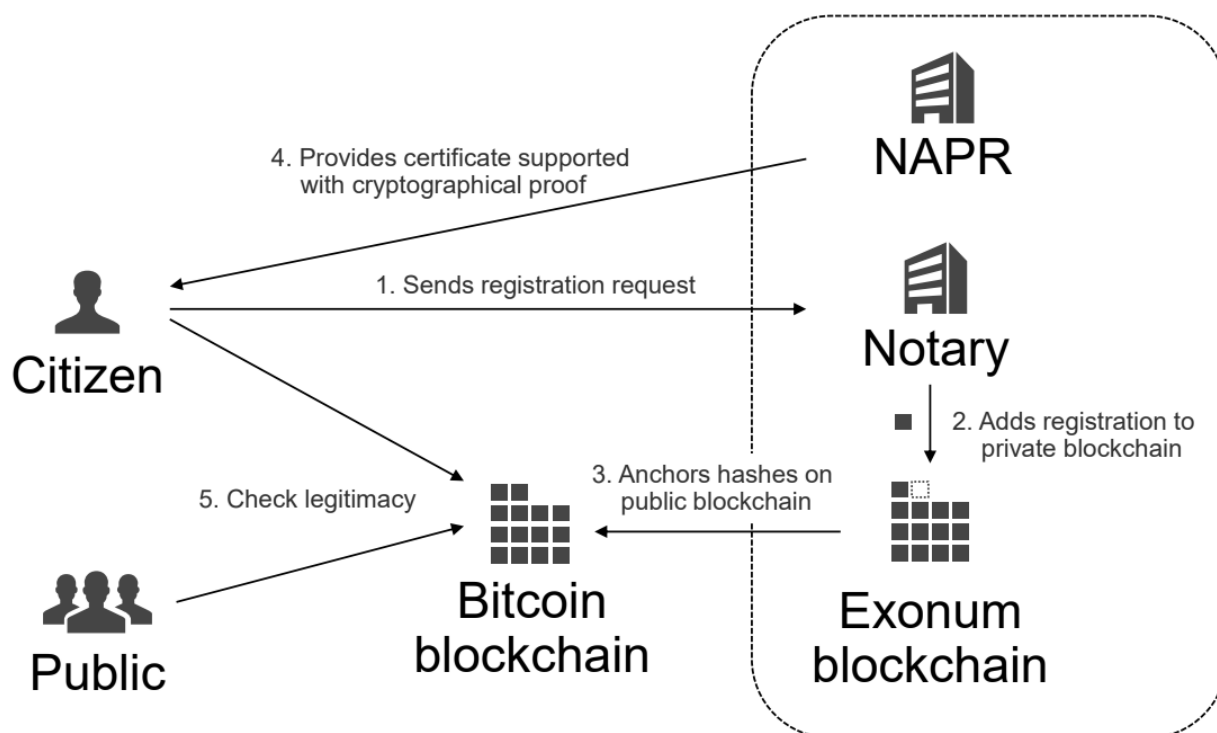 NAPR
4. Provides certificate supported
with cryptographical proof
1. Sends registration request
Citizen
Notary
2. Adds registration to
private blockchain
3. Anchors hashes on
public blockchain
5. Check legitimacy
Public
Bitcoin
blockchain
Exonum
blockchain